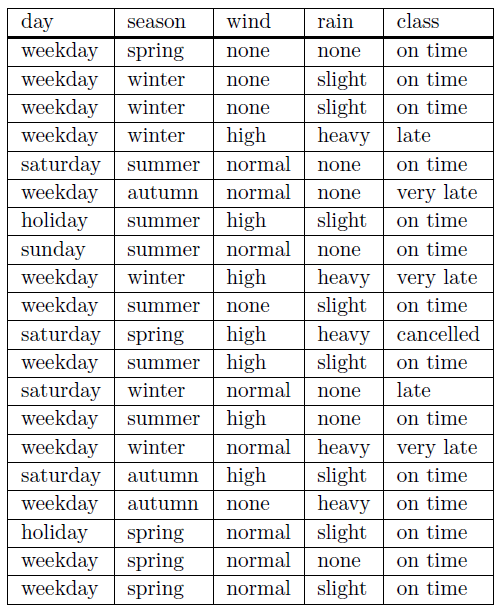 day season wind rain class
weekday spring none none on time
weekday winter none slight on time
weekday winter none slight on time
weekday winter high heavy late
saturday summer normal none on time
weekday autumn normal none very late
holiday summer high slight on time
sunday summer normal none on time
weekday winter high heavy very late
weekday summer none slight on time
saturday spring high heavy cancelled
weekday summer high slight on time
saturday winter normal none late
weekday summer high none on time
weekday winter normal heavy very late
saturday autumn high slight on time
weekday autumn none heavy on time
holiday spring normal slight on time
weekday spring normal none on time
weekday spring normal slight on time